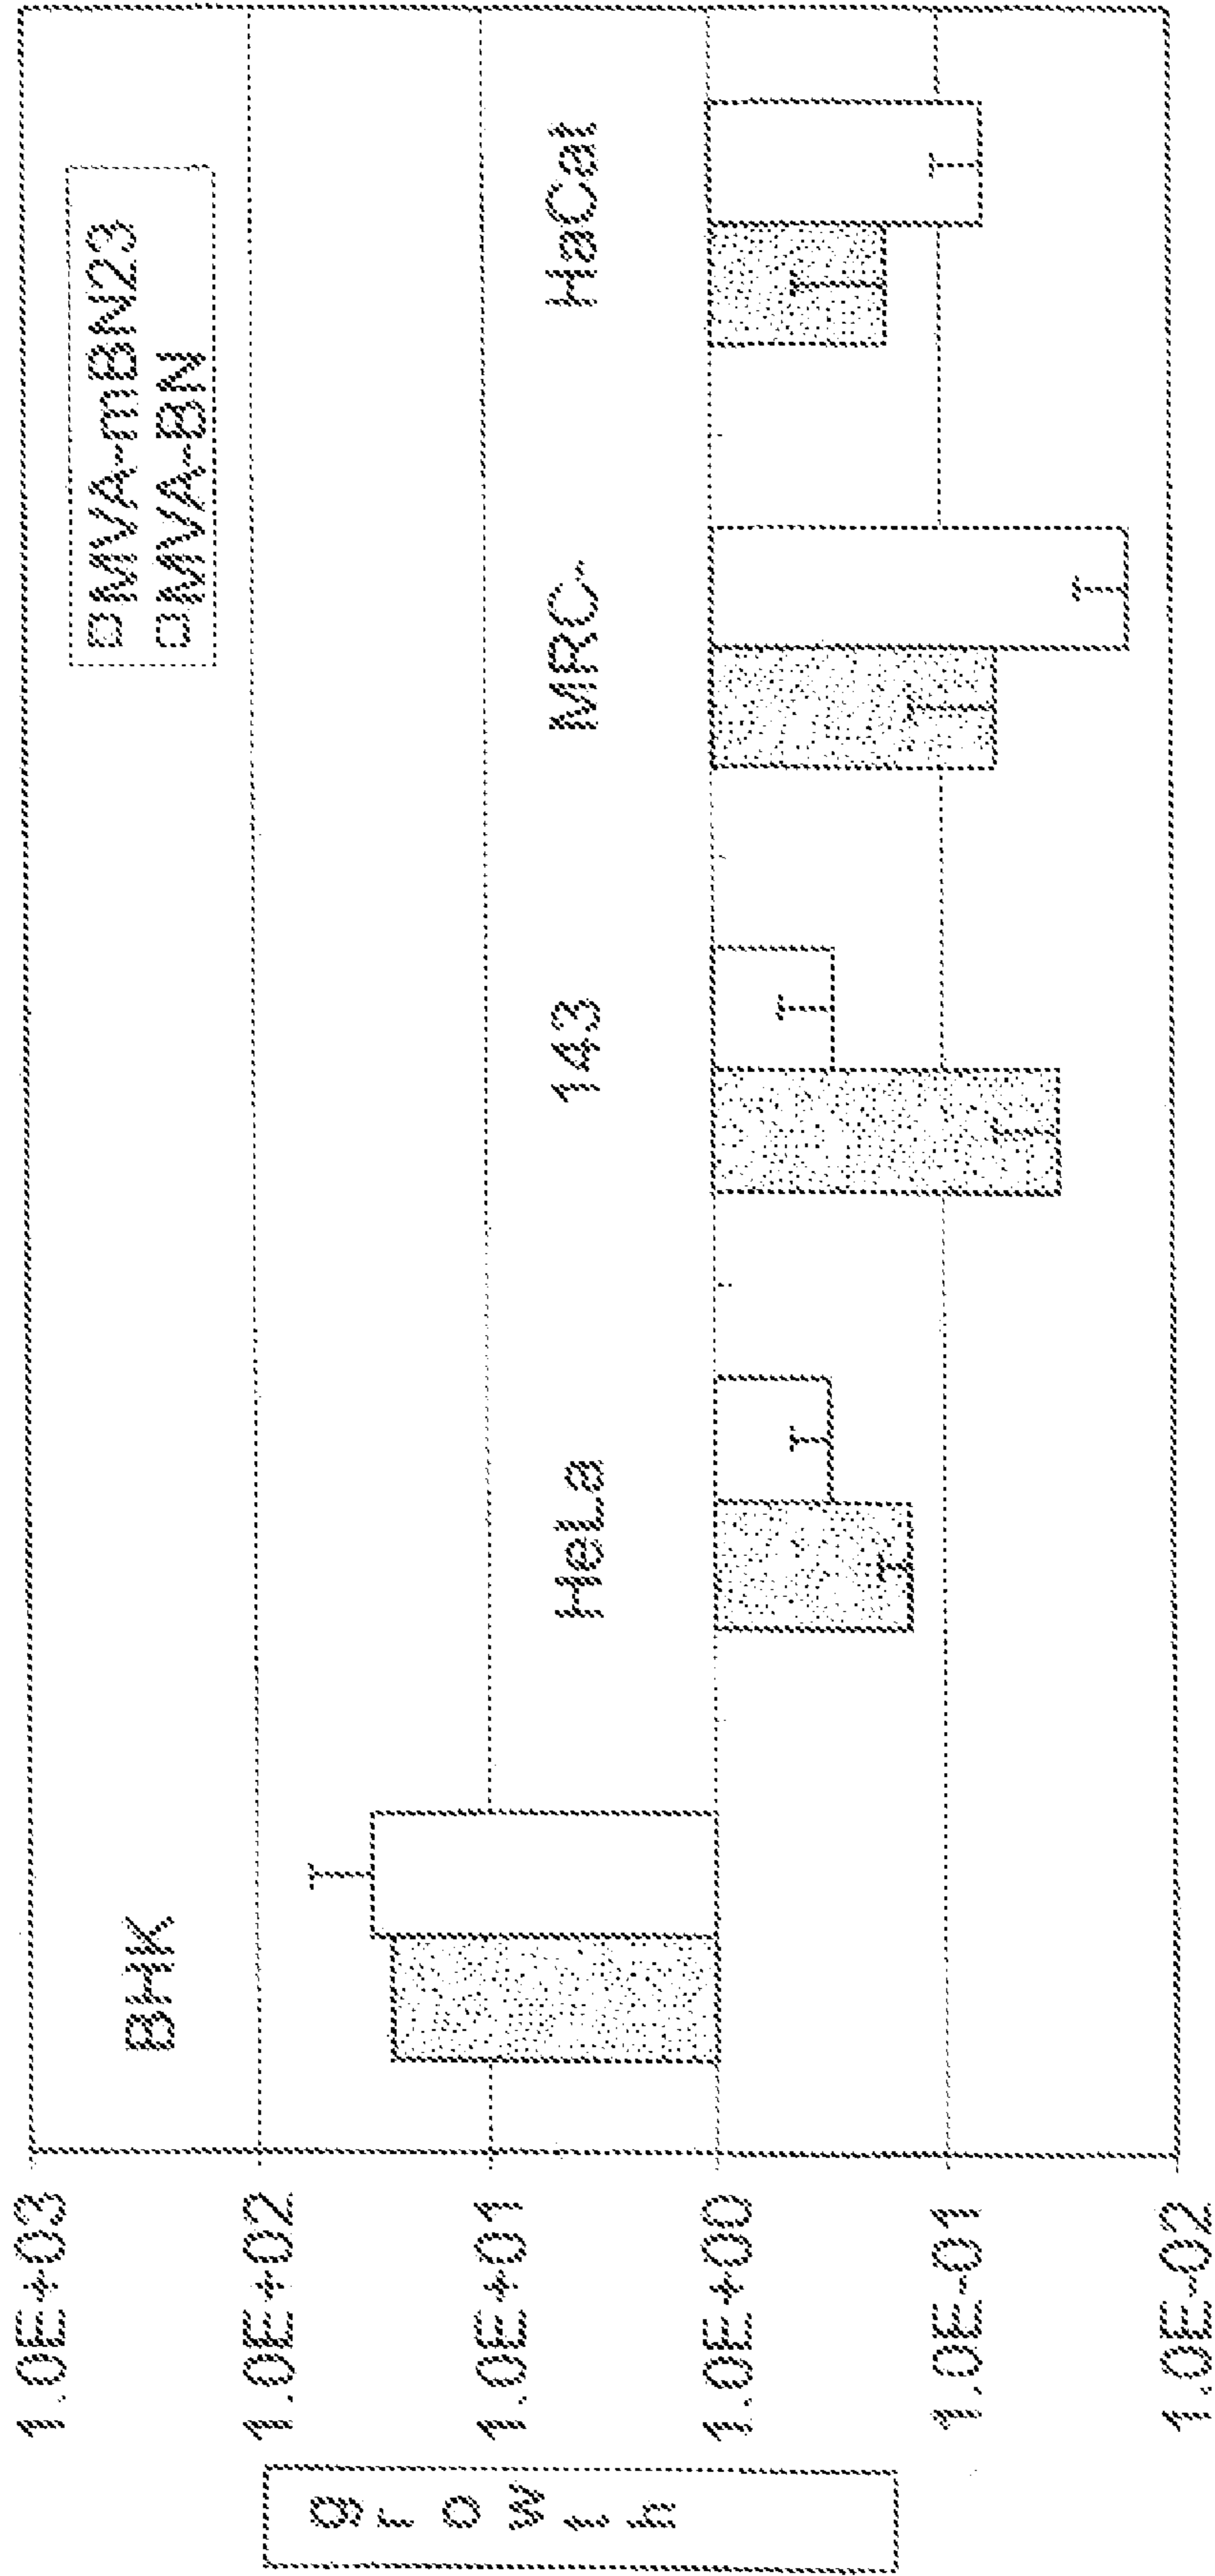 1.0E+03
1.0E+02
1.0E+01
1.0E+00
1.0E-01
1.0E-02
growth
BHK
HeLa
143
MRC-
HaCat
MVA-mBN23
MVA-BN